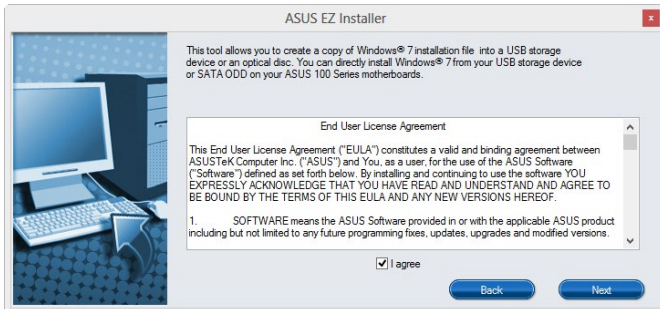 ASUS EZ Installer
x
This tool allows you to create a copy of Windows® 7 installation file into a USB storage
device or an optical disc. You can directly install Windows® 7 from your USB storage device
or SATA ODD on your ASUS 100 Series motherboards.
End User License Agreement
This End User License Agreement ("EULA") constitutes a valid and binding agreement between
ASUSTeK Computer Inc. ("ASUS") and You, as a user, for the use of the ASUS Software
("Software") defined as set forth below. By installing and continuing to use the software YOU
EXPRESSLY ACKNOWLEDGE THAT YOU HAVE READ AND UNDERSTAND AND AGREE TO
BE BOUND BY THE TERMS OF THIS EULA AND ANY NEW VERSIONS HEREOF.
1. SOFTWARE means the ASUS Software provided in or with the applicable ASUS product
including but not limited to any future programming fixes, updates, upgrades and modified versions.
I agree
Back
Next